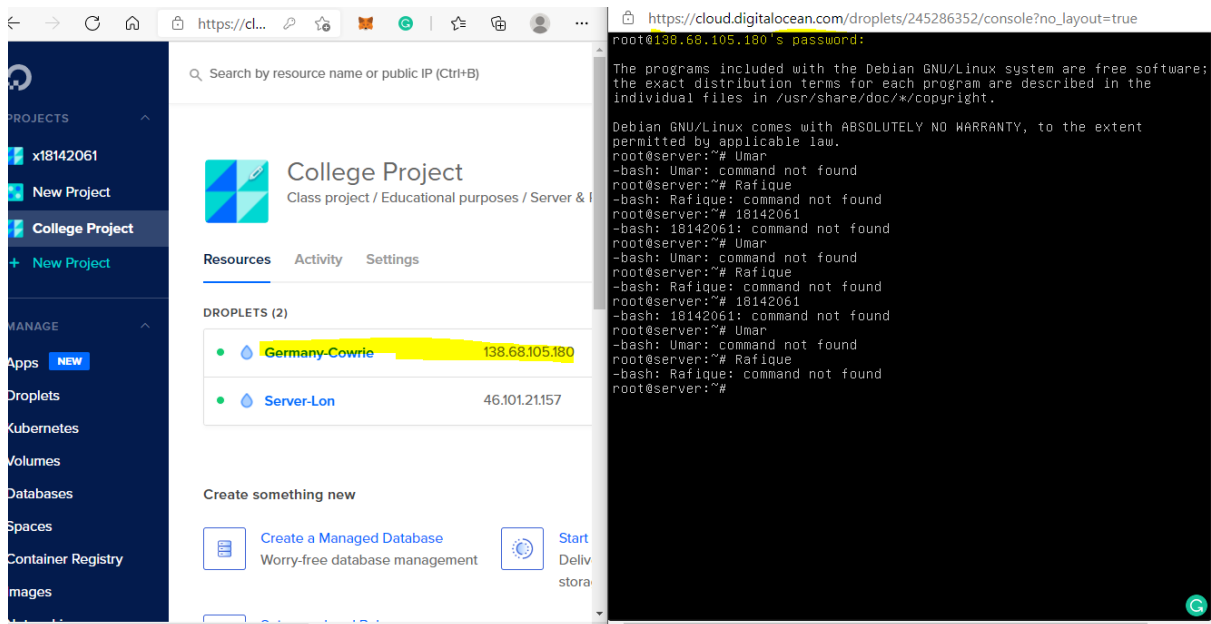 https://cl...
Search by resource name or public IP (Ctrl+B)
PROJECTS
x18142061
New Project
College Project
+ New Project
MANAGE
Apps NEW
Droplets
Kubernetes
Volumes
Databases
Spaces
Container Registry
Images
College Project
Class project / Educational purposes / Server &
Resources Activity Settings
DROPLETS (2)
Germany-Cowrie 138.68.105.180
Server-Lon 46.101.21.157
Create something new
Create a Managed Database
Worry-free database management
Start
https://cloud.digitalocean.com/droplets/245286352/console?no_layout=true
root@138.68.105.180's password:
The programs included with the Debian GNU/Linux system are free software;
the exact distribution terms for each program are described in the
individual files in /usr/share/doc/*/copyright.
Debian GNU/Linux comes with ABSOLUTELY NO WARRANTY, to the extent
permitted by applicable law.
root@server:~# Umar
-bash: Umar: command not found
root@server:~# Rafique
-bash: Rafique: command not found
root@server:~# 18142061
-bash: 18142061: command not found
root@server:~# Umar
-bash: Umar: command not found
root@server:~# Rafique
-bash: Rafique: command not found
root@server:~# 18142061
-bash: 18142061: command not found
root@server:~# Umar
-bash: Umar: command not found
root@server:~# Rafique
-bash: Rafique: command not found
root@server:~#